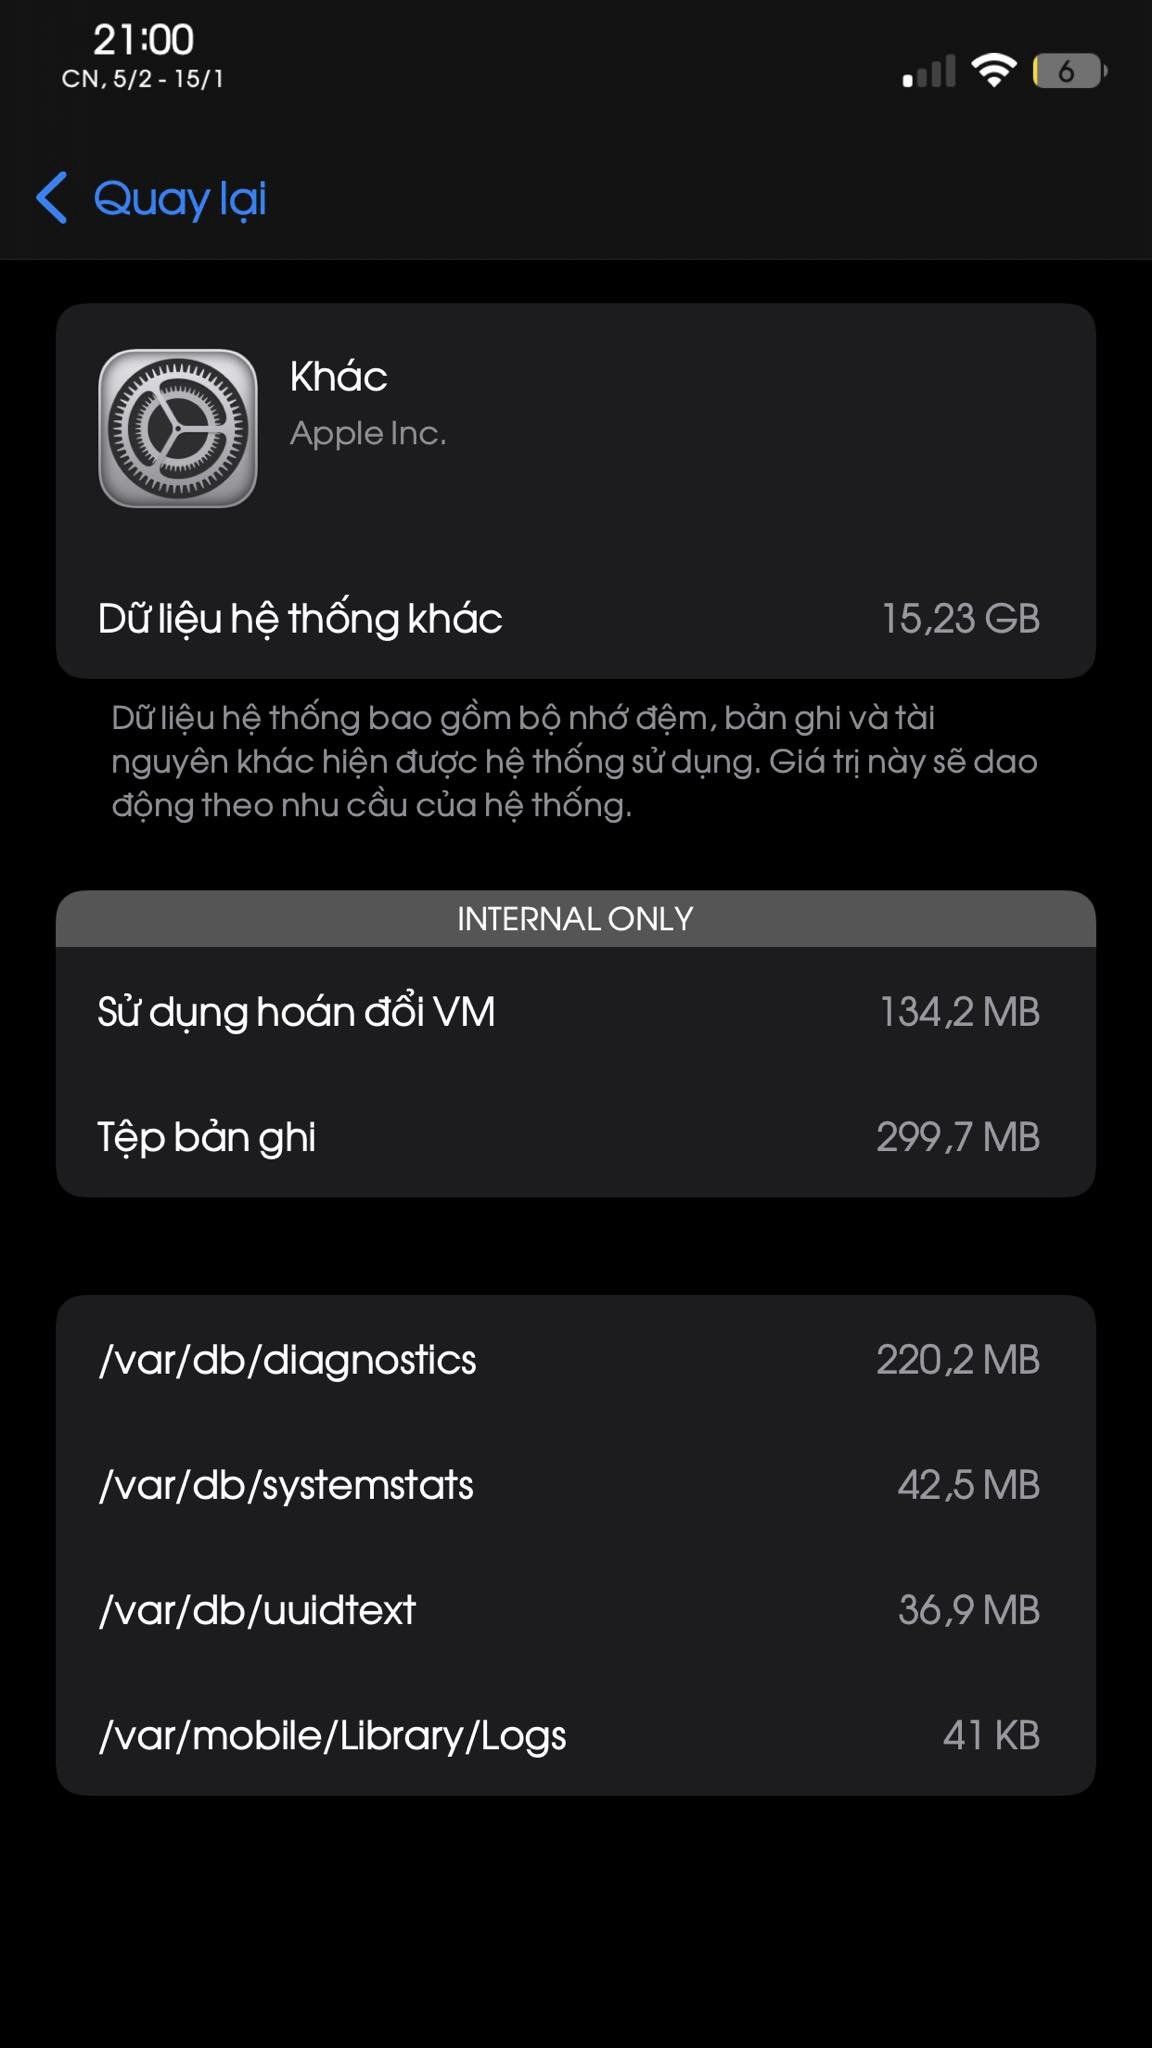 21:00
CN, 5/2 - 15/1
6
Quay lại
Khác
Apple Inc.
Dữ liệu hệ thống khác 15,23 GB
Dữ liệu hệ thống bao gồm bộ nhớ đệm, bản ghi và tài
nguyên khác hiện được hệ thống sử dụng. Giá trị này sẽ dao
động theo nhu cầu của hệ thống.
INTERNAL ONLY
Sử dụng hoán đổi VM 134,2 MB
Tệp bản ghi 299,7 MB
/var/db/diagnostics 220,2 MB
/var/db/systemstats 42,5 MB
/var/db/uuidtext 36,9 MB
/var/mobile/Library/Logs 41 KB